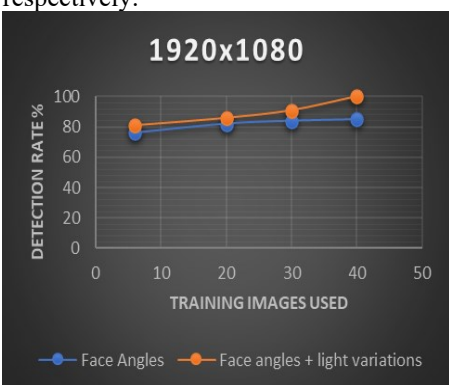 respectively.
1920x1080
DETECTION RATE %
100
80
60
40
20
0
0 10 20 30 40 50
TRAINING IMAGES USED
Face Angles Face angles + light variations